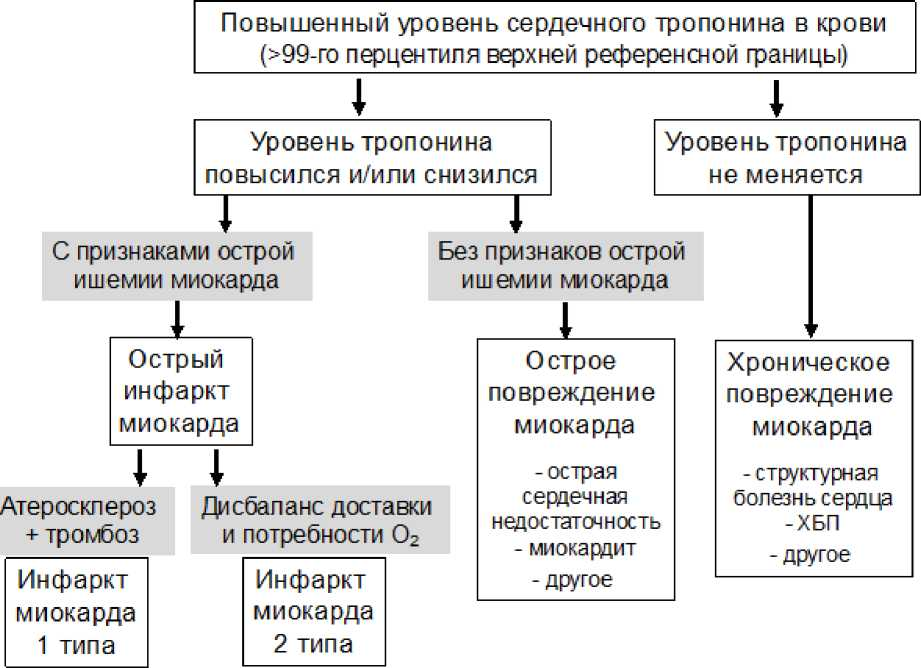 Повышенный уровень сердечного тропонина в крови
(>99-го перцентиля верхней референсной границы)
Уровень тропонина
повысился и/или снизился
Уровень тропонина
не меняется
С признаками острой
ишемии миокарда
Без признаков острой
ишемии миокарда
Острый
инфаркт
миокарда
Острое
повреждение
миокарда
- острая
сердечная
недостаточность
- миокардит
- другое
Хроническое
повреждение
миокарда
- структурная
болезнь сердца
- ХБП
- другое
Атеросклероз
+ тромбоз
Дисбаланс доставки
и потребности O₂
Инфаркт
миокарда
1 типа
Инфаркт
миокарда
2 типа